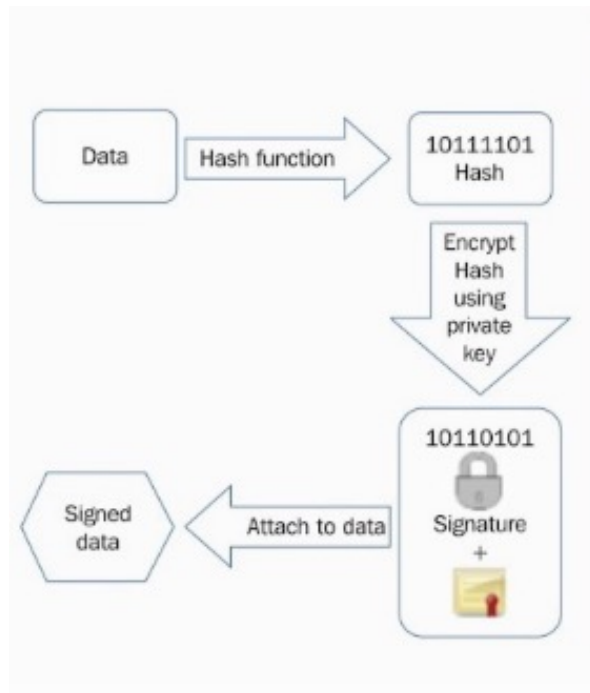 Data
Hash function
10111101
Hash
Encrypt
Hash
using
private
key
10110101
Signature
+
Attach to data
Signed
data